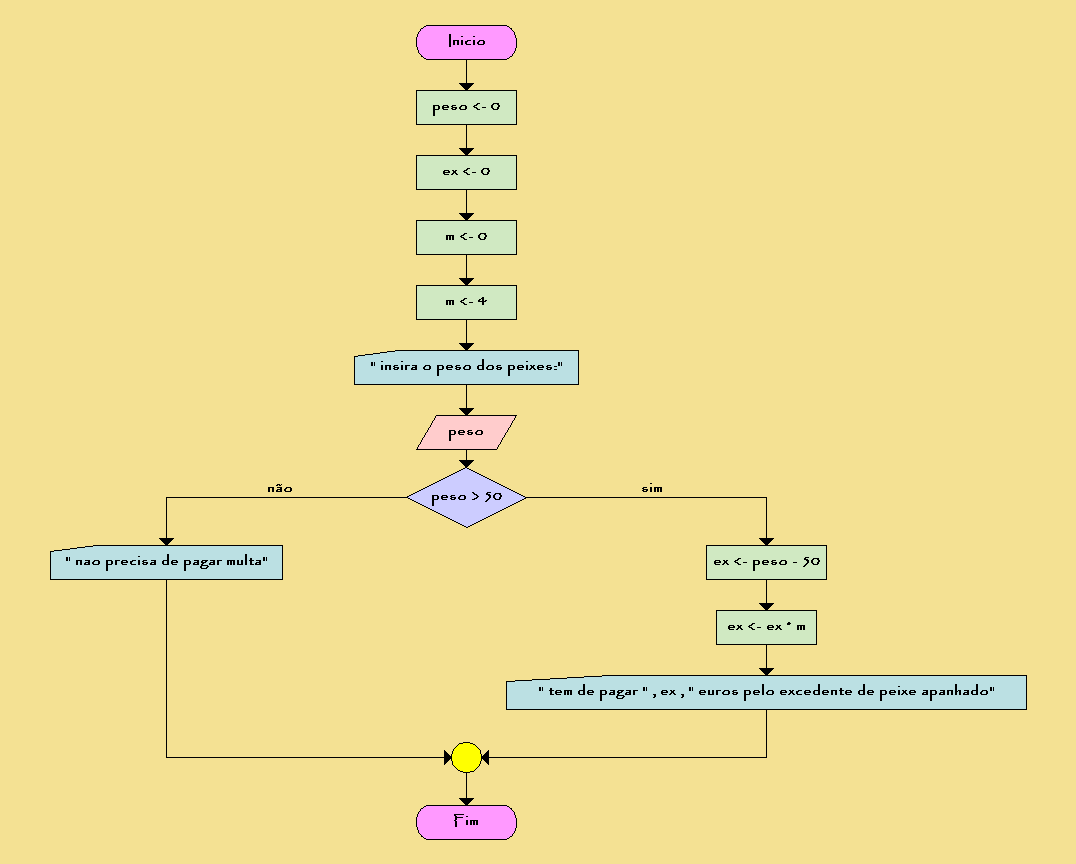 Inicio
peso <- 0
ex <- 0
m <- 0
m <- 4
" insira o peso dos peixes:"
peso
peso > 50
não
sim
" nao precisa de pagar multa"
ex <- peso - 50
ex <- ex * m
" tem de pagar " , ex , " euros pelo excedente de peixe apanhado"
Fim